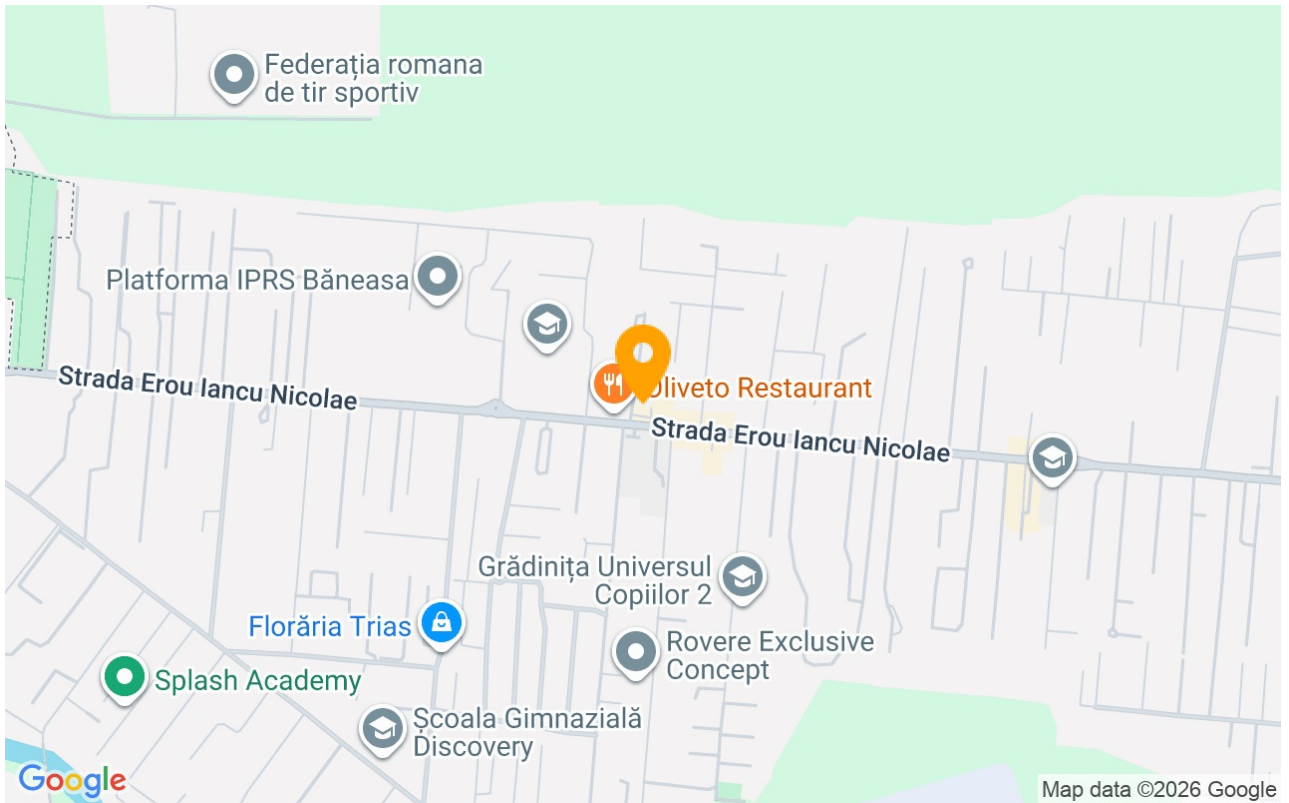 Federația romana
de tir sportiv
Platforma IPRS Băneasa
Strada Erou Iancu Nicolae
Oliveto Restaurant
Strada Erou Iancu Nicolae
Grădinița Universul
Copiilor 2
Florăria Trias
Rovere Exclusive
Concept
Splash Academy
Școala Gimnazială
Discovery
Google
Map data ©2026 Google